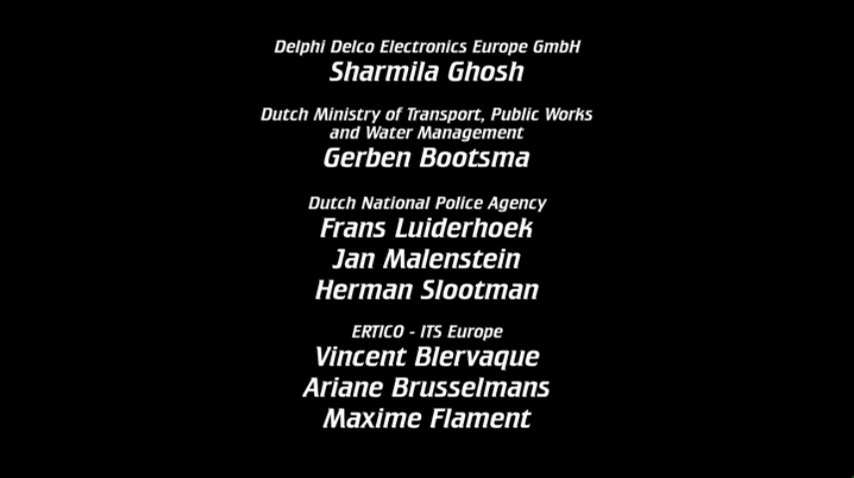 Delphi Delco Electronics Europe GmbH
Sharmila Ghosh
Dutch Ministry of Transport, Public Works
and Water Management
Gerben Bootsma
Dutch National Police Agency
Frans Luiderhoek
Jan Malenstein
Herman Slootman
ERTICO - ITS Europe
Vincent Blervaque
Ariane Brusselmans
Maxime Flament